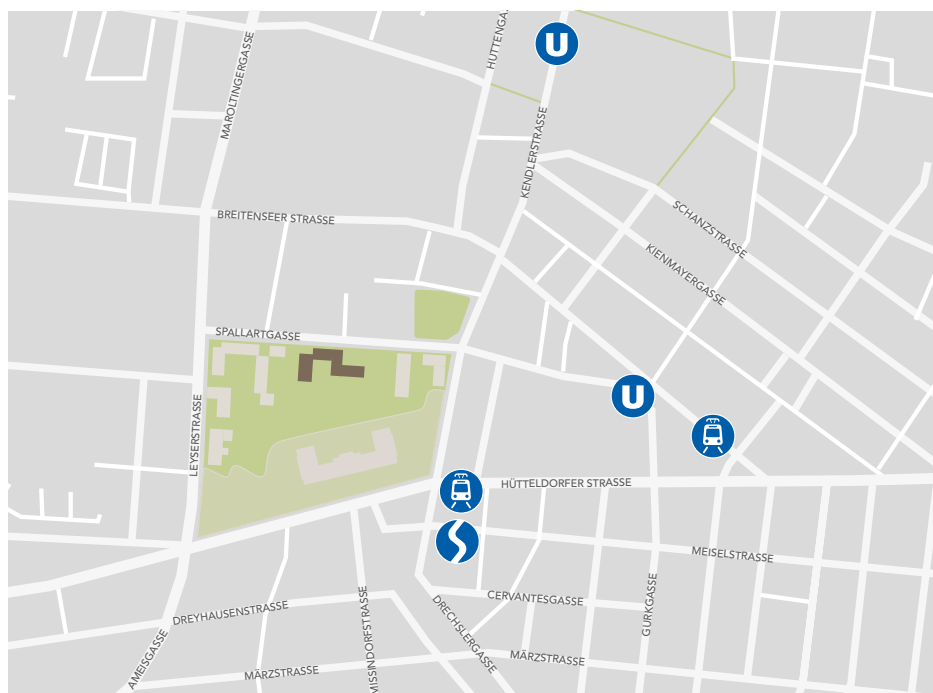 MAROLTINGERGASSE
HÜTTENGA
U
KENDLERSTRASSE
BREITENSEER STRASSE
SCHANZSTRASSE
KIENMAYERGASSE
SPALLARTGASSE
U
LEYSERSTRASSE
HÜTTELDORFER STRASSE
MEISELSTRASSE
CERVANTESGASSE
GURKGASSE
DREYHAUSENSTRASSE
MISSINDORFSTRASSE
DRECHSLERGASSE
AMEISGASSE
MÄRZSTRASSE
MÄRZSTRASSE